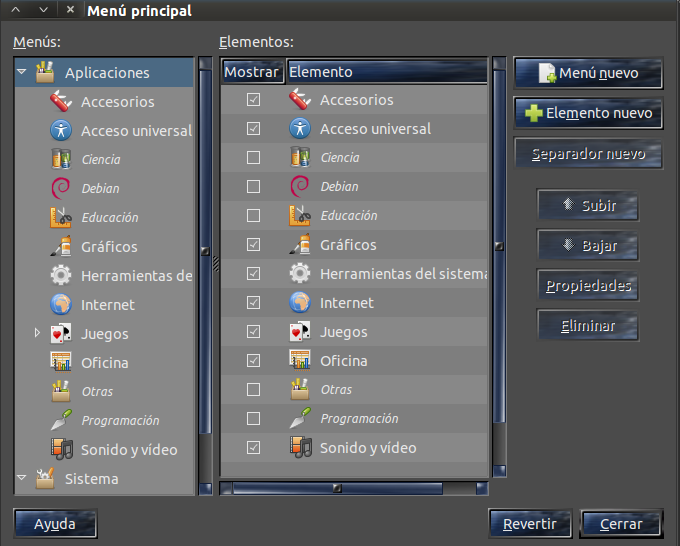 Menú principal
Menús:
Aplicaciones
Accesorios
Acceso universal
Ciencia
Debian
Educación
Gráficos
Herramientas de
Internet
Juegos
Oficina
Otras
Programación
Sonido y vídeo
Sistema
Elementos:
Mostrar Elemento
Accesorios
Acceso universal
Ciencia
Debian
Educación
Gráficos
Herramientas del sistema
Internet
Juegos
Oficina
Otras
Programación
Sonido y vídeo
Menú nuevo
Elemento nuevo
Separador nuevo
Subir
Bajar
Propiedades
Eliminar
Ayuda
Revertir
Cerrar